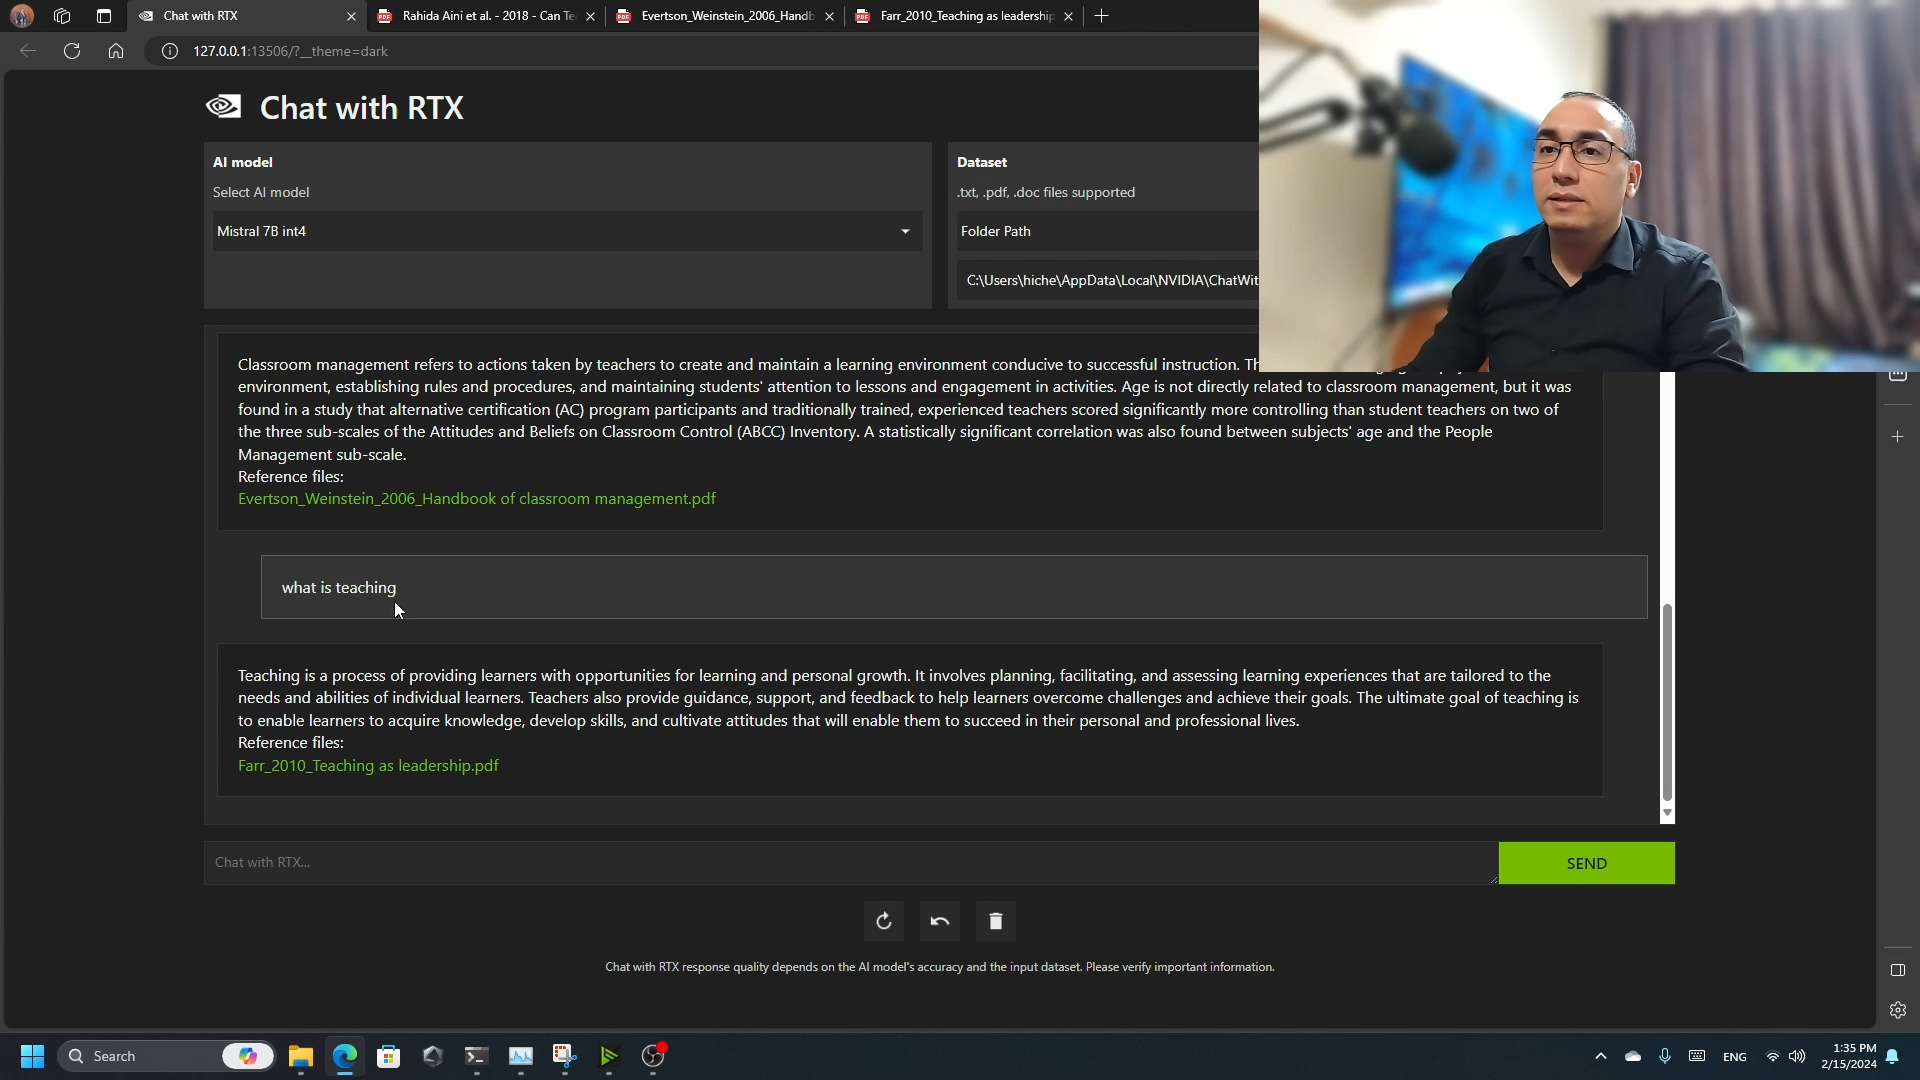 Chat with RTX
Rahida Aini et al. - 2018 - Can Te
Evertson_Weinstein_2006_Handb
Farr_2010_Teaching as leadership
127.0.0.1:13506/?__theme=dark
Chat with RTX
AI model
Select AI model
Mistral 7B int4
Dataset
.txt, .pdf, .doc files supported
Folder Path
C:\Users\hiche\AppData\Local\NVIDIA\ChatWit
Classroom management refers to actions taken by teachers to create and maintain a learning environment conducive to successful instruction. Th
environment, establishing rules and procedures, and maintaining students' attention to lessons and engagement in activities. Age is not directly related to classroom management, but it was
found in a study that alternative certification (AC) program participants and traditionally trained, experienced teachers scored significantly more controlling than student teachers on two of
the three sub-scales of the Attitudes and Beliefs on Classroom Control (ABCC) Inventory. A statistically significant correlation was also found between subjects' age and the People
Management sub-scale.
Reference files:
Evertson_Weinstein_2006_Handbook of classroom management.pdf
what is teaching
Teaching is a process of providing learners with opportunities for learning and personal growth. It involves planning, facilitating, and assessing learning experiences that are tailored to the
needs and abilities of individual learners. Teachers also provide guidance, support, and feedback to help learners overcome challenges and achieve their goals. The ultimate goal of teaching is
to enable learners to acquire knowledge, develop skills, and cultivate attitudes that will enable them to succeed in their personal and professional lives.
Reference files:
Farr_2010_Teaching as leadership.pdf
Chat with RTX...
SEND
Chat with RTX response quality depends on the AI model's accuracy and the input dataset. Please verify important information.
Search
ENG
1:35 PM
2/15/2024